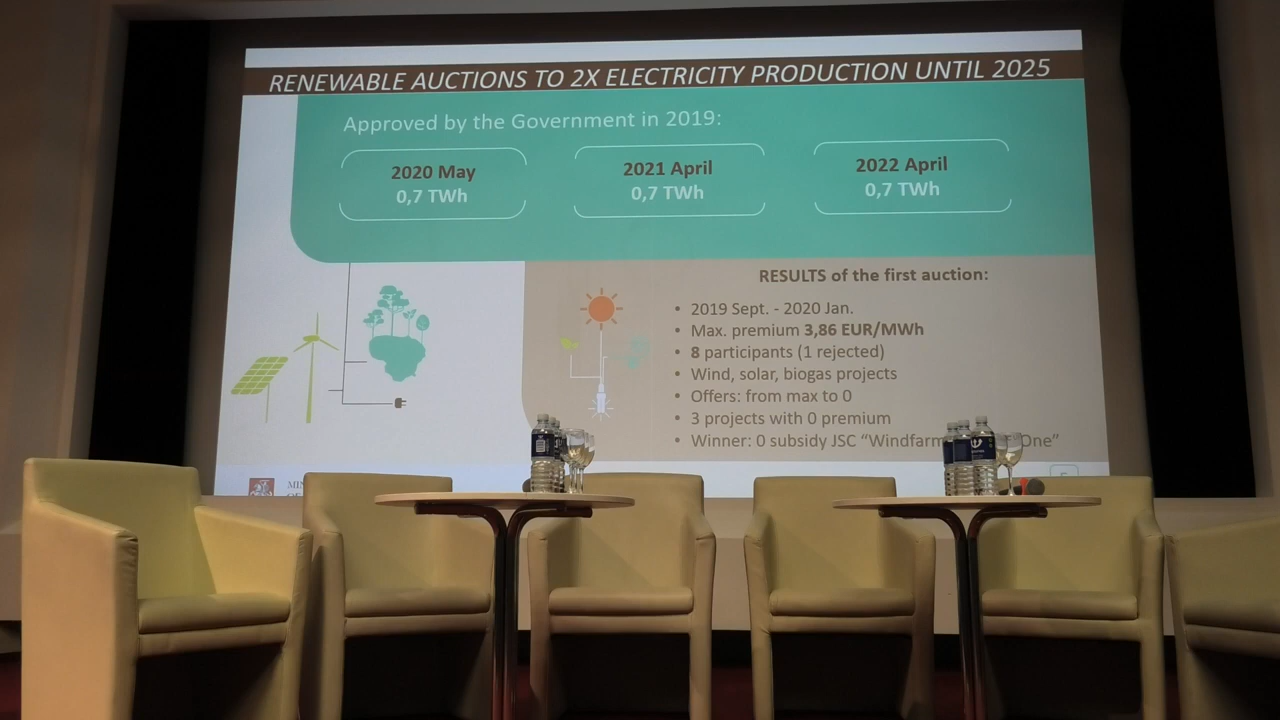 RENEWABLE AUCTIONS TO 2X ELECTRICITY PRODUCTION UNTIL 2025
Approved by the Government in 2019:
2020 May
0,7 TWh
2021 April
0,7 TWh
2022 April
0,7 TWh
RESULTS of the first auction:
• 2019 Sept. - 2020 Jan.
• Max. premium 3,86 EUR/MWh
• 8 participants (1 rejected)
• Wind, solar, biogas projects
• Offers: from max to 0
• 3 projects with 0 premium
• Winner: 0 subsidy JSC “Windfarm One”